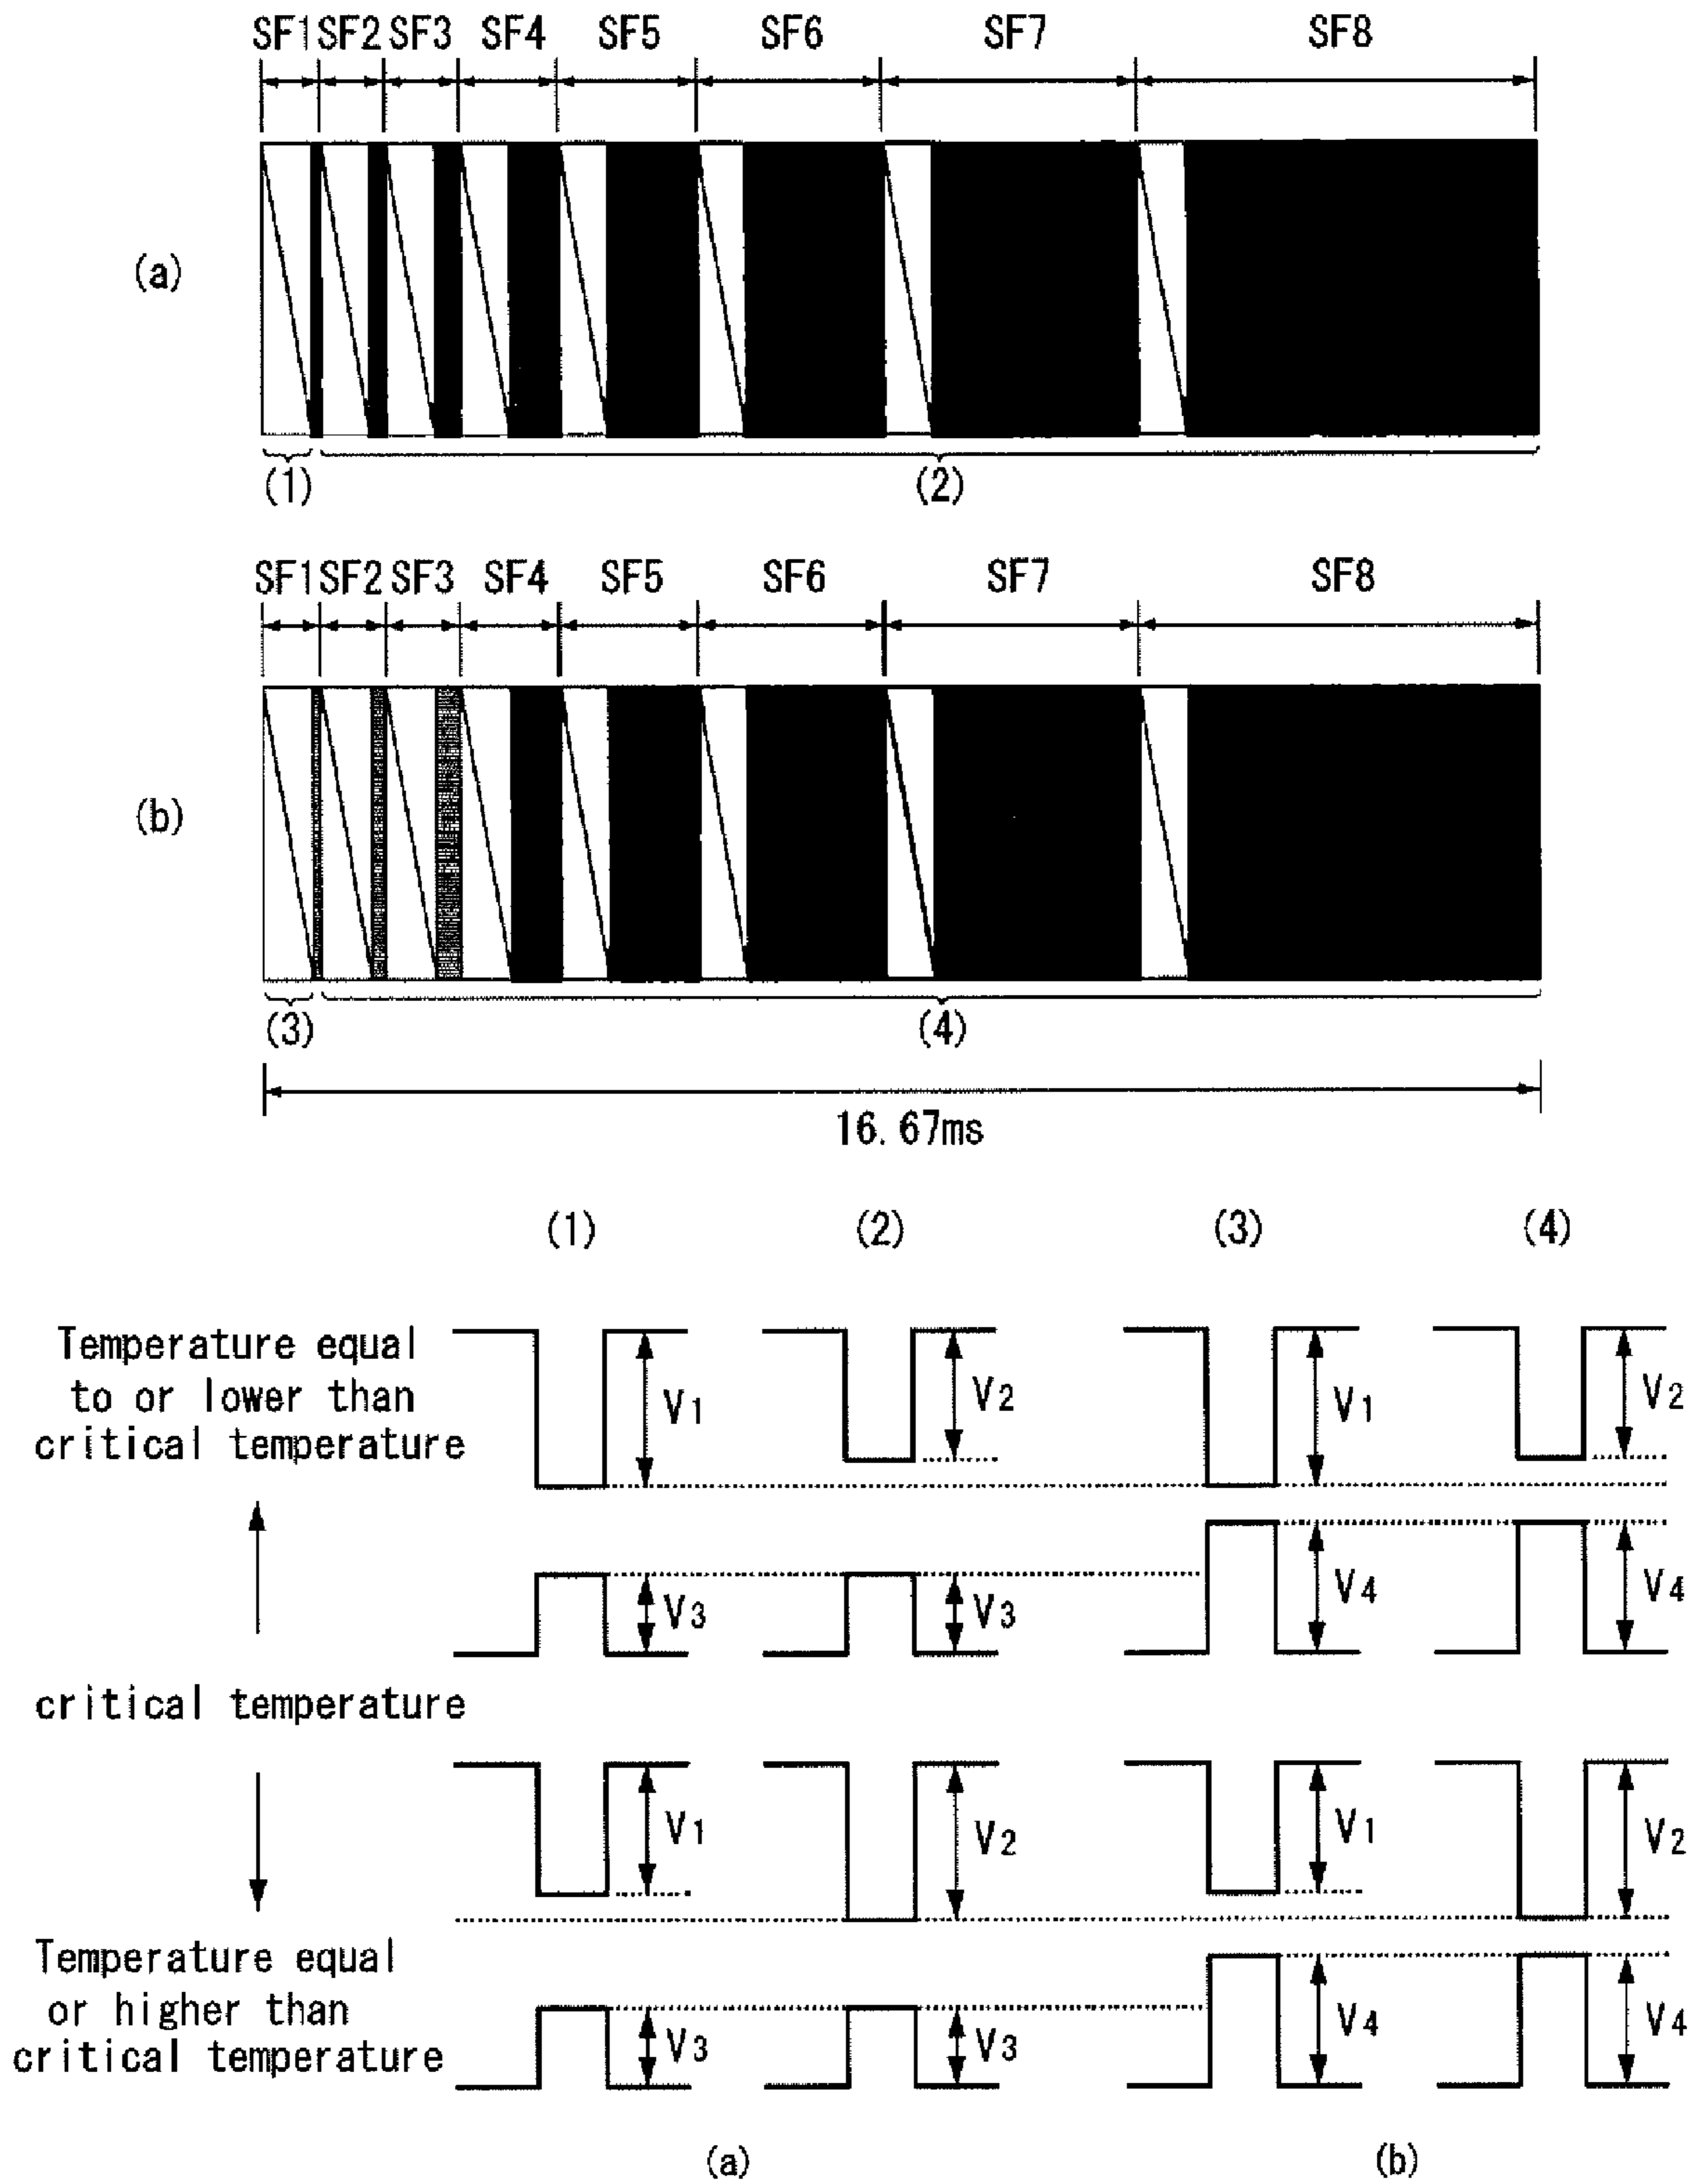 SF1 SF2 SF3 SF4 SF5 SF6 SF7 SF8
(a)
(1) (2)
SF1 SF2 SF3 SF4 SF5 SF6 SF7 SF8
(b)
(3) (4)
16.67ms
(1) (2) (3) (4)
Temperature equal
to or lower than
critical temperature
V1 V2 V1 V2
V3 V3 V4 V4
critical temperature
V1 V2 V1 V2
Temperature equal
or higher than
critical temperature
V3 V3 V4 V4
(a) (b)